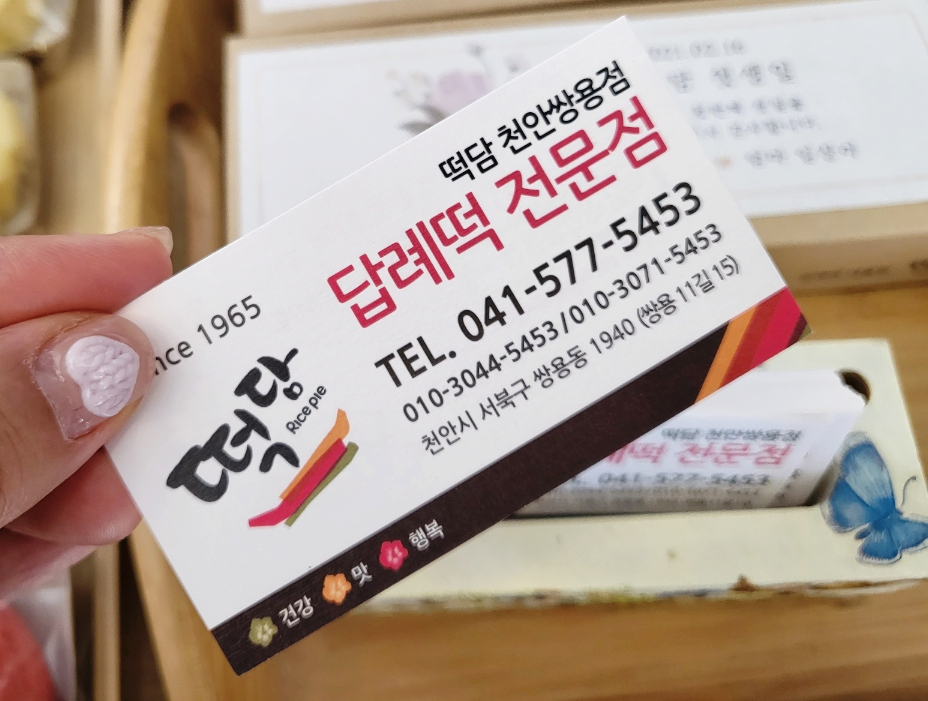 떡담 천안쌍용점
답례떡 전문점
TEL. 041-577-5453
010-3044-5453 / 010-3071-5453
천안시 서북구 쌍용동 1940 (쌍용 11길 15)
1965
떡담
Rice pie
건강 맛 행복
떡담 천안쌍용점
전문점
041-577-5453